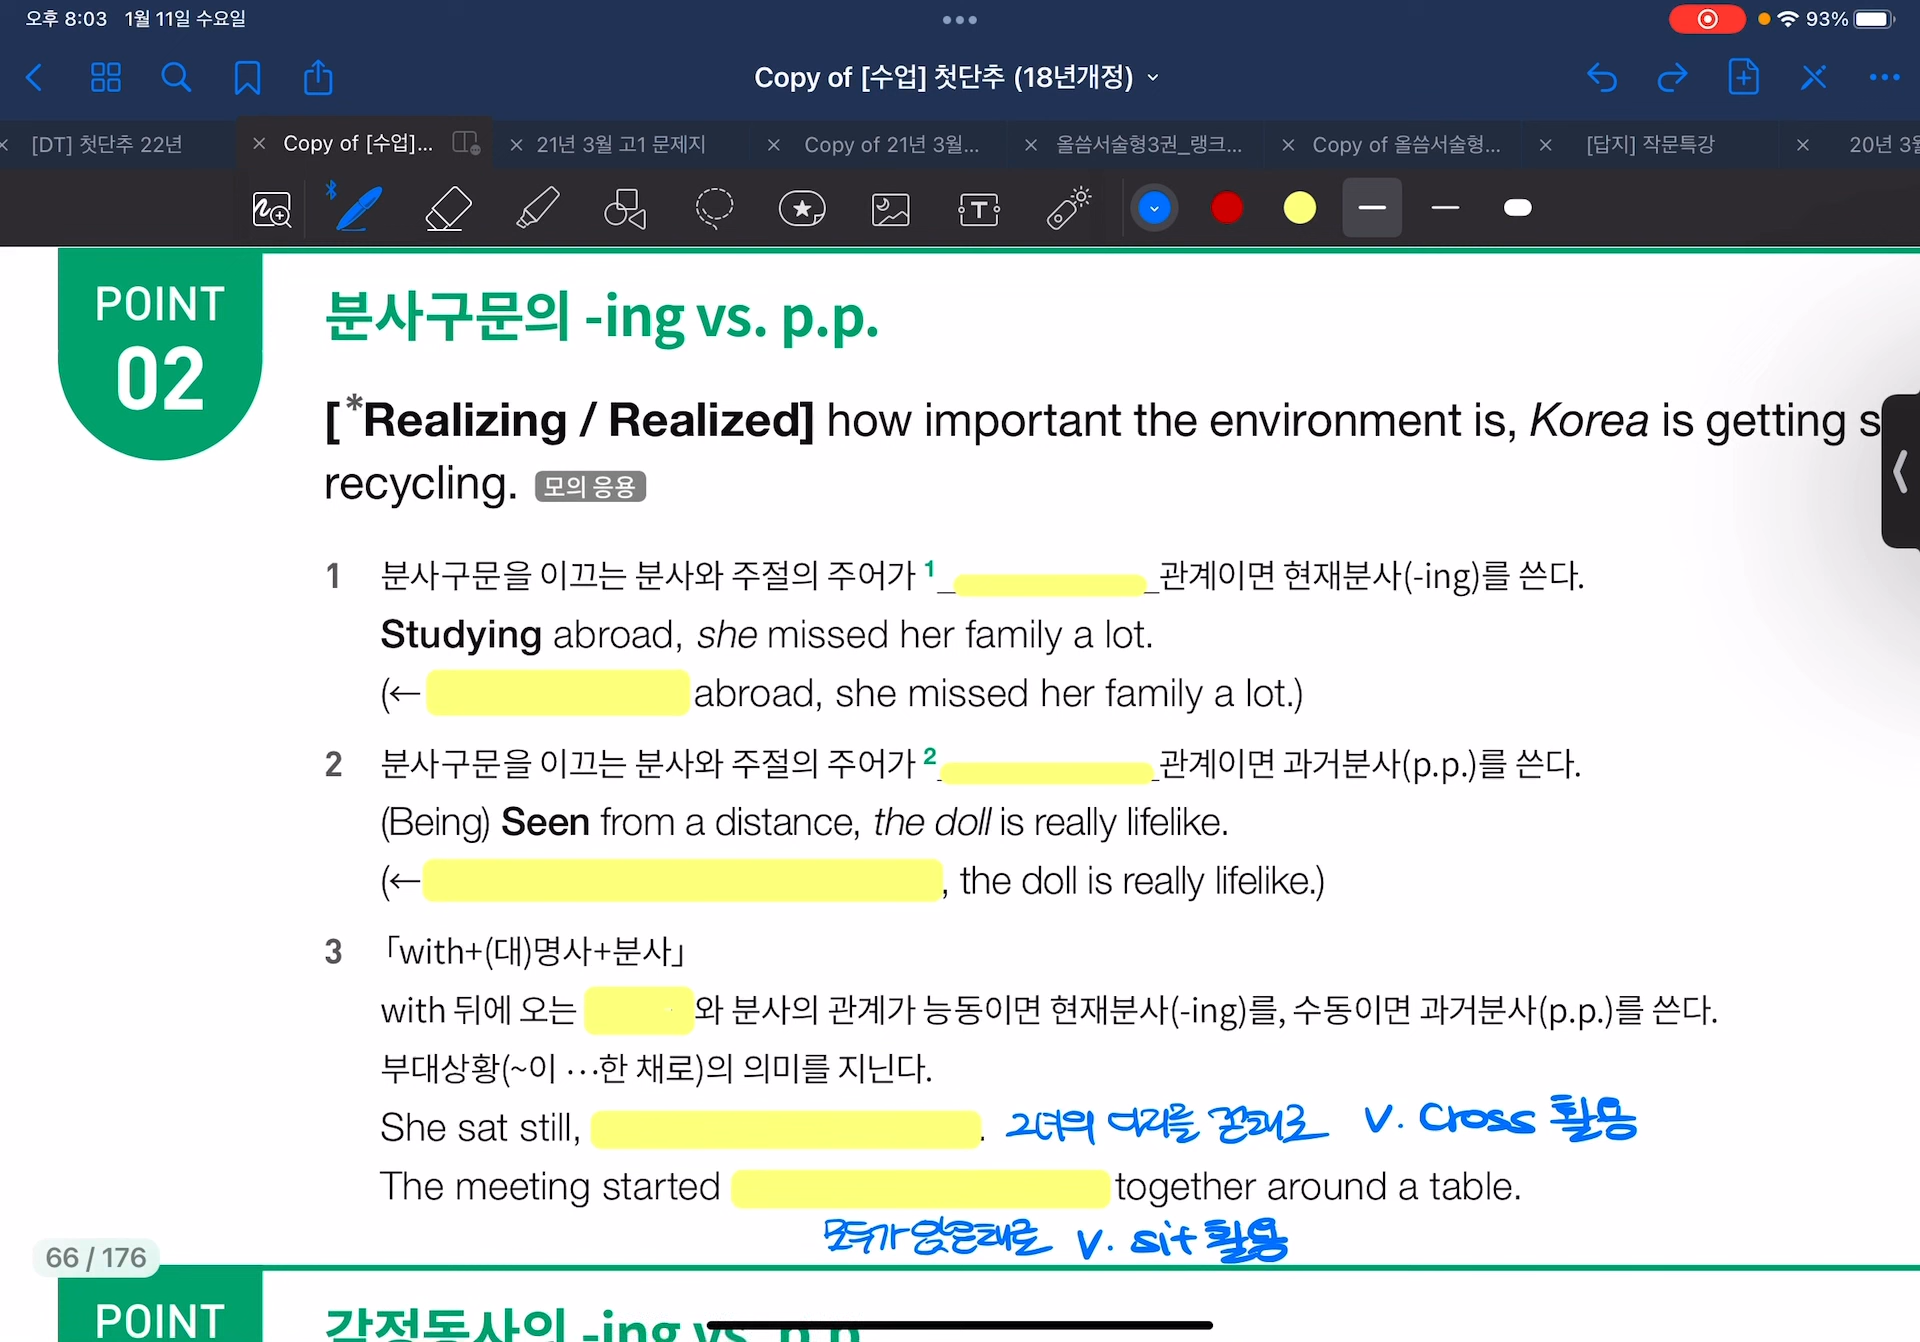 오후 8:03 1월 11일 수요일
93%
Copy of [수업] 첫단추 (18년개정)
[DT] 첫단추 22년
Copy of [수업]...
21년 3월 고1 문제지
Copy of 21년 3월...
올씀서술형3권_랭크...
Copy of 올씀서술형...
[답지] 작문특강
20년 3
POINT
02
분사구문의 -ing vs. p.p.
[*Realizing / Realized] how important the environment is, Korea is getting s
recycling. 모의 응용
1 분사구문을 이끄는 분사와 주절의 주어가 1 관계이면 현재분사(-ing)를 쓴다.
Studying abroad, she missed her family a lot.
(← abroad, she missed her family a lot.)
2 분사구문을 이끄는 분사와 주절의 주어가 2 관계이면 과거분사(p.p.)를 쓴다.
(Being) Seen from a distance, the doll is really lifelike.
(← , the doll is really lifelike.)
3 「with+(대)명사+분사」
with 뒤에 오는 와 분사의 관계가 능동이면 현재분사(-ing)를, 수동이면 과거분사(p.p.)를 쓴다.
부대상황(~이 …한 채로)의 의미를 지닌다.
She sat still, . 그녀의 다리를 꼰채로 v. cross 활용
The meeting started together around a table.
모두가 앉은채로 v. sit 활용
66 / 176
POINT
감정동사의 -ing vs. p.p.